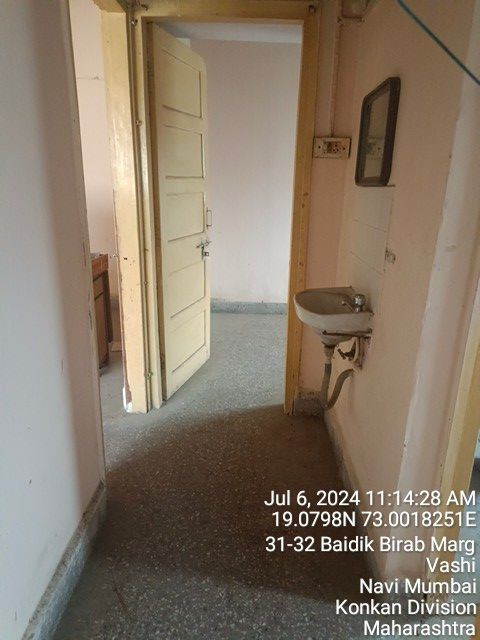 Jul 6, 2024 11:14:28 AM
19.0798N 73.0018251E
31-32 Baidik Birab Marg
Vashi
Navi Mumbai
Konkan Division
Maharashtra